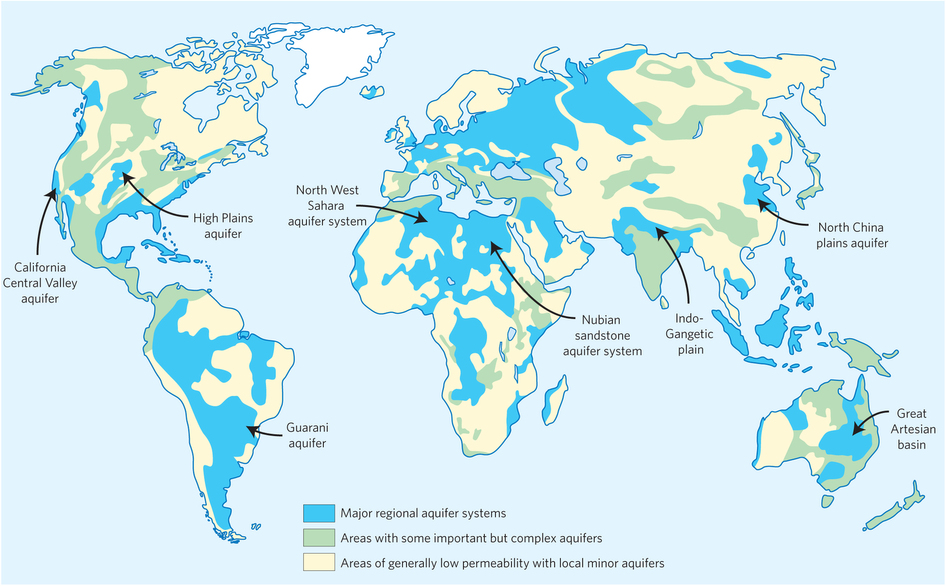 North West
Sahara
aquifer system
High Plains
aquifer
North China
plains aquifer
California
Central Valley
aquifer
Indo-
Gangetic
plain
Nubian
sandstone
aquifer system
Guarani
aquifer
Great
Artesian
basin
Major regional aquifer systems
Areas with some important but complex aquifers
Areas of generally low permeability with local minor aquifers